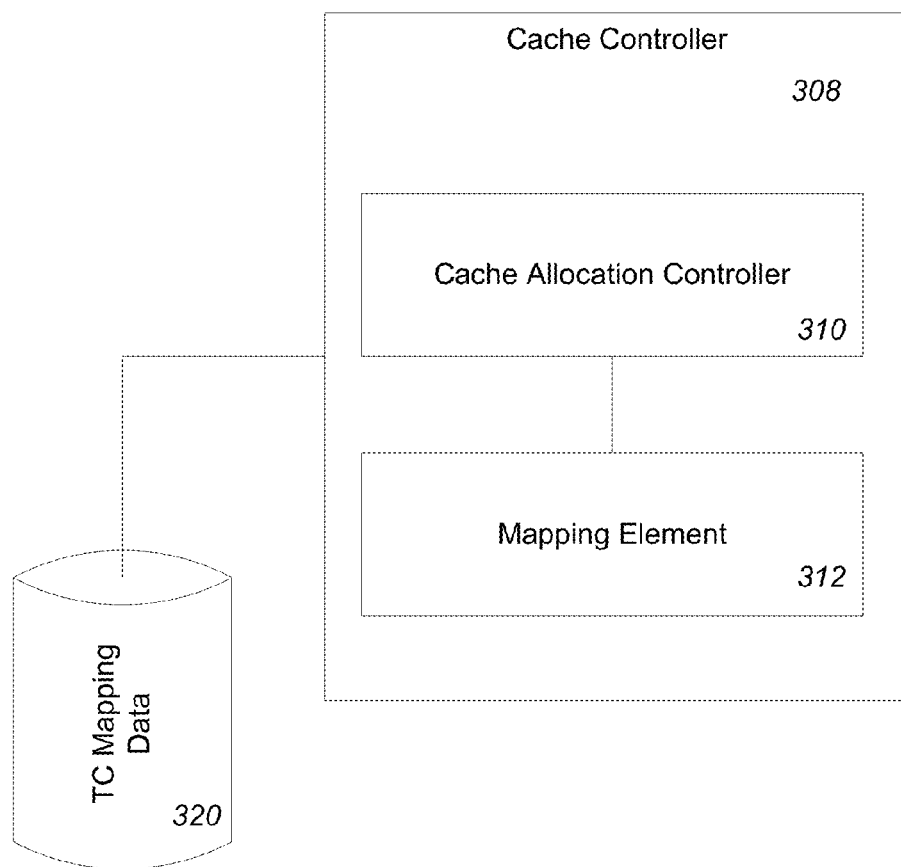 Cache Controller
308
Cache Allocation Controller
310
Mapping Element
312
TC Mapping
Data
320